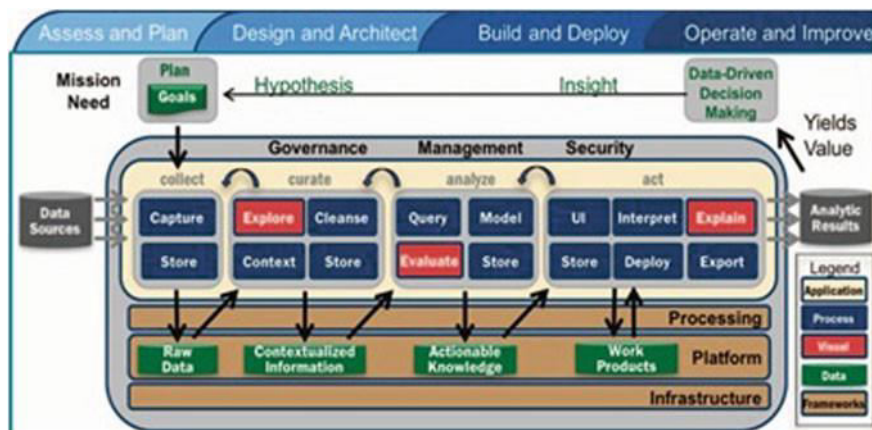 Assess and Plan
Design and Architect
Build and Deploy
Operate and Improve
Mission
Need
Plan
Goals
Hypothesis
Insight
Data-Driven
Decision
Making
Yields
Value
Governance
Management
Security
collect
curate
analyze
act
Data
Sources
Capture
Explore
Cleanse
Query
Model
UI
Interpret
Explain
Store
Context
Store
Evaluate
Store
Store
Deploy
Export
Analytic
Results
Legend
Application
Process
Visual
Data
Frameworks
Processing
Raw
Data
Contextualized
Information
Actionable
Knowledge
Work
Products
Platform
Infrastructure